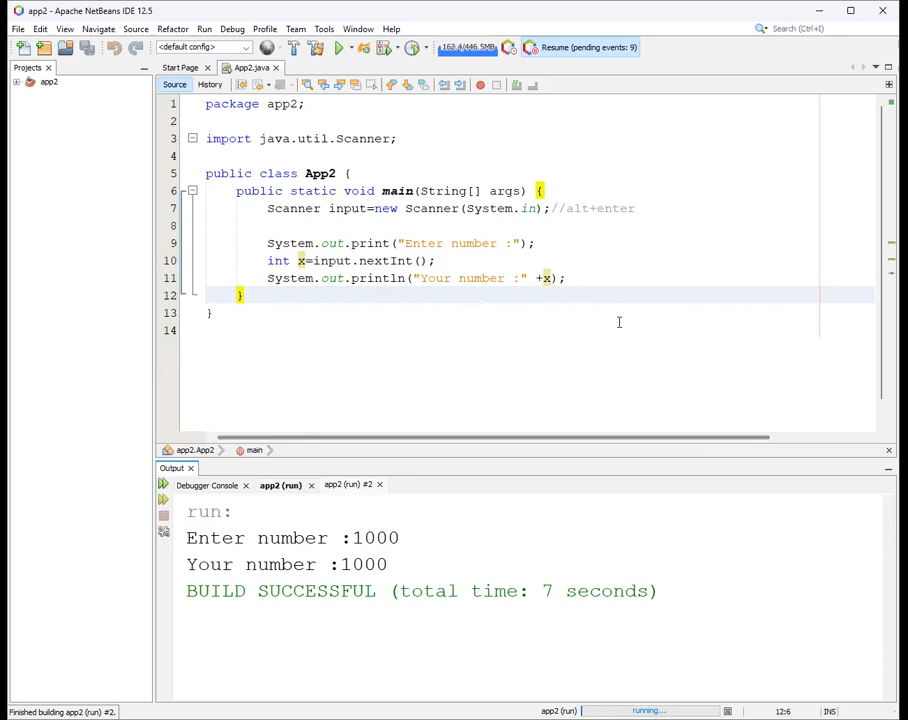 app2 - Apache NetBeans IDE 12.5
File Edit View Navigate Source Refactor Run Debug Profile Team Tools Window Help
<default config> 162.4/446.5MB Resume (pending events: 9) Search (Ctrl+I)
Projects Start Page App2.java
app2
Source History
1 package app2;
2
3 import java.util.Scanner;
4
5 public class App2 {
6 public static void main(String[] args) {
7 Scanner input=new Scanner(System.in);//alt+enter
8
9 System.out.print("Enter number :");
10 int x=input.nextInt();
11 System.out.println("Your number :" +x);
12 }
13 }
14
app2.App2 main
Output
Debugger Console app2 (run) app2 (run) #2
run:
Enter number :1000
Your number :1000
BUILD SUCCESSFUL (total time: 7 seconds)
Finished building app2 (run) #2. app2 (run) running... 12:6 INS